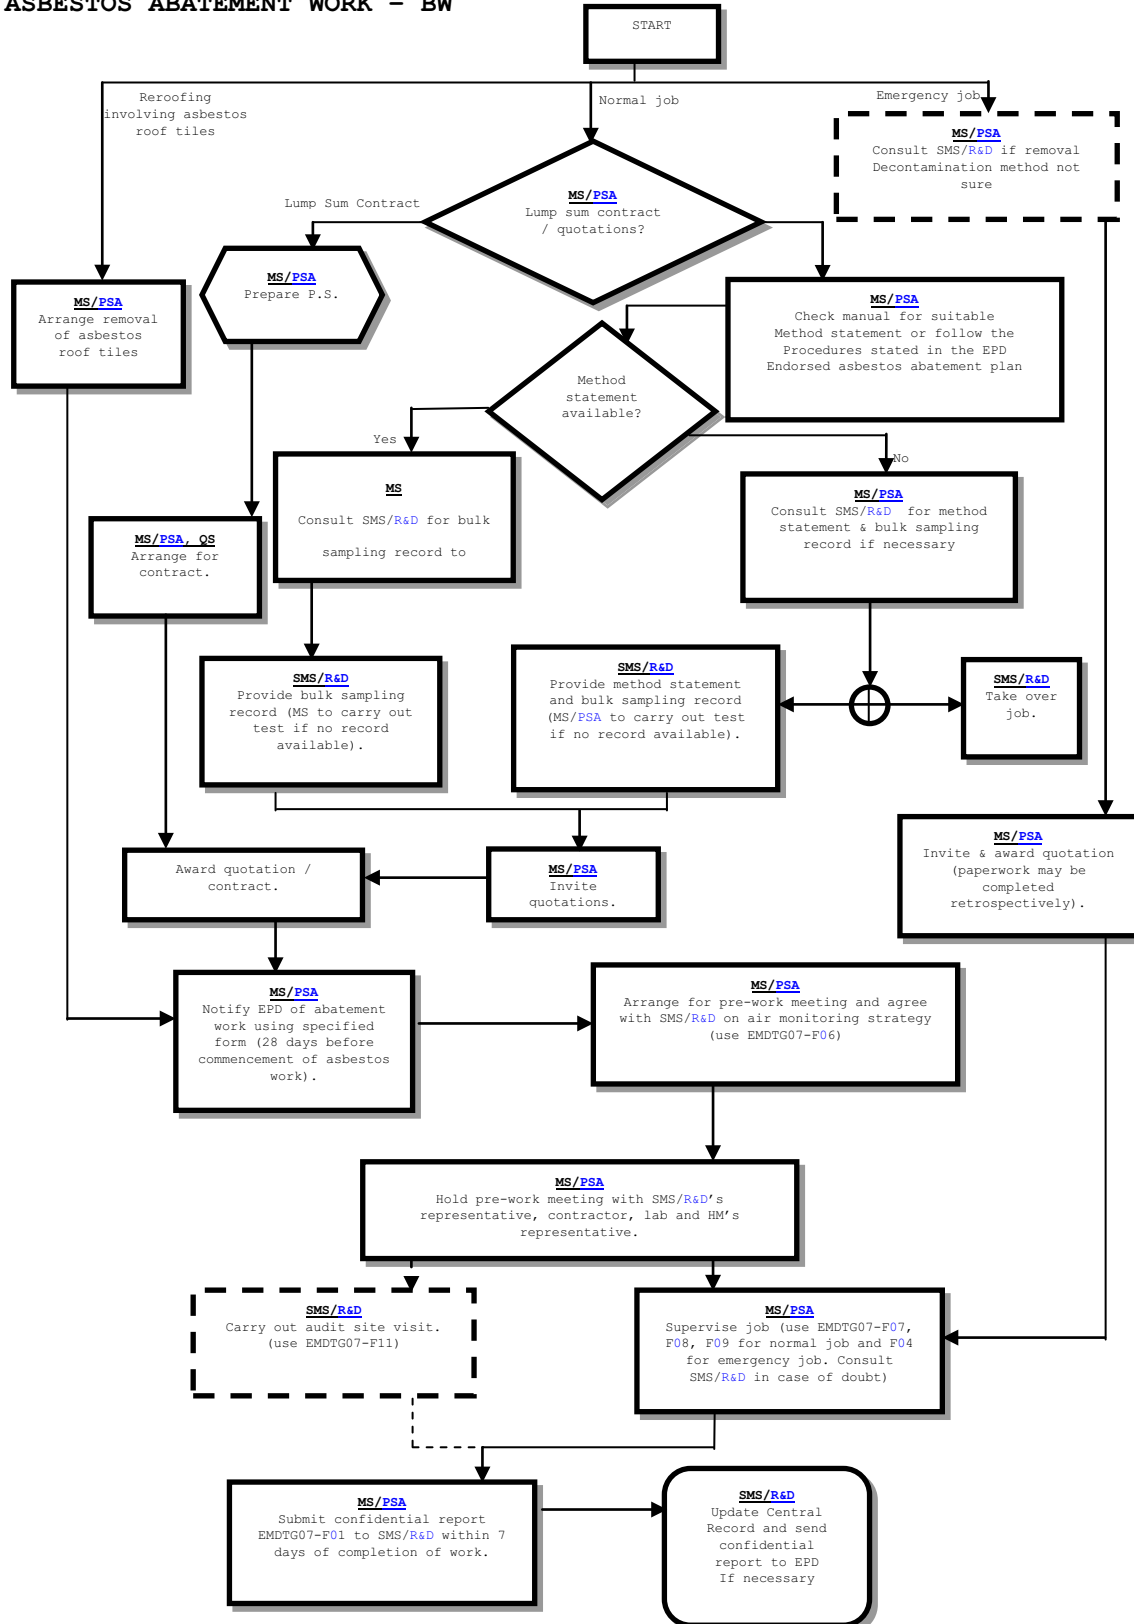 ASBESTOS ABATEMENT WORK – BW
START
Reroofing
involving asbestos
roof tiles
Normal job
Emergency job
MS/PSA
Consult SMS/R&D if removal
Decontamination method not
sure
Lump Sum Contract
MS/PSA
Lump sum contract
/ quotations?
MS/PSA
Prepare P.S.
MS/PSA
Arrange removal
of asbestos
roof tiles
MS/PSA
Check manual for suitable
Method statement or follow the
Procedures stated in the EPD
Endorsed asbestos abatement plan
Method
statement
available?
Yes
No
MS
Consult SMS/R&D for bulk
sampling record to
MS/PSA
Consult SMS/R&D for method
statement & bulk sampling
record if necessary
MS/PSA, QS
Arrange for
contract.
SMS/R&D
Provide bulk sampling
record (MS to carry out
test if no record
available).
SMS/R&D
Provide method statement
and bulk sampling record
(MS/PSA to carry out test
if no record available).
SMS/R&D
Take over
job.
Award quotation /
contract.
MS/PSA
Invite
quotations.
MS/PSA
Invite & award quotation
(paperwork may be
completed
retrospectively).
MS/PSA
Notify EPD of abatement
work using specified
form (28 days before
commencement of asbestos
work).
MS/PSA
Arrange for pre-work meeting and agree
with SMS/R&D on air monitoring strategy
(use EMDTG07-F06)
MS/PSA
Hold pre-work meeting with SMS/R&D's
representative, contractor, lab and HM's
representative.
SMS/R&D
Carry out audit site visit.
(use EMDTG07-F11)
MS/PSA
Supervise job (use EMDTG07-F07,
F08, F09 for normal job and F04
for emergency job. Consult
SMS/R&D in case of doubt)
MS/PSA
Submit confidential report
EMDTG07-F01 to SMS/R&D within 7
days of completion of work.
SMS/R&D
Update Central
Record and send
confidential
report to EPD
If necessary